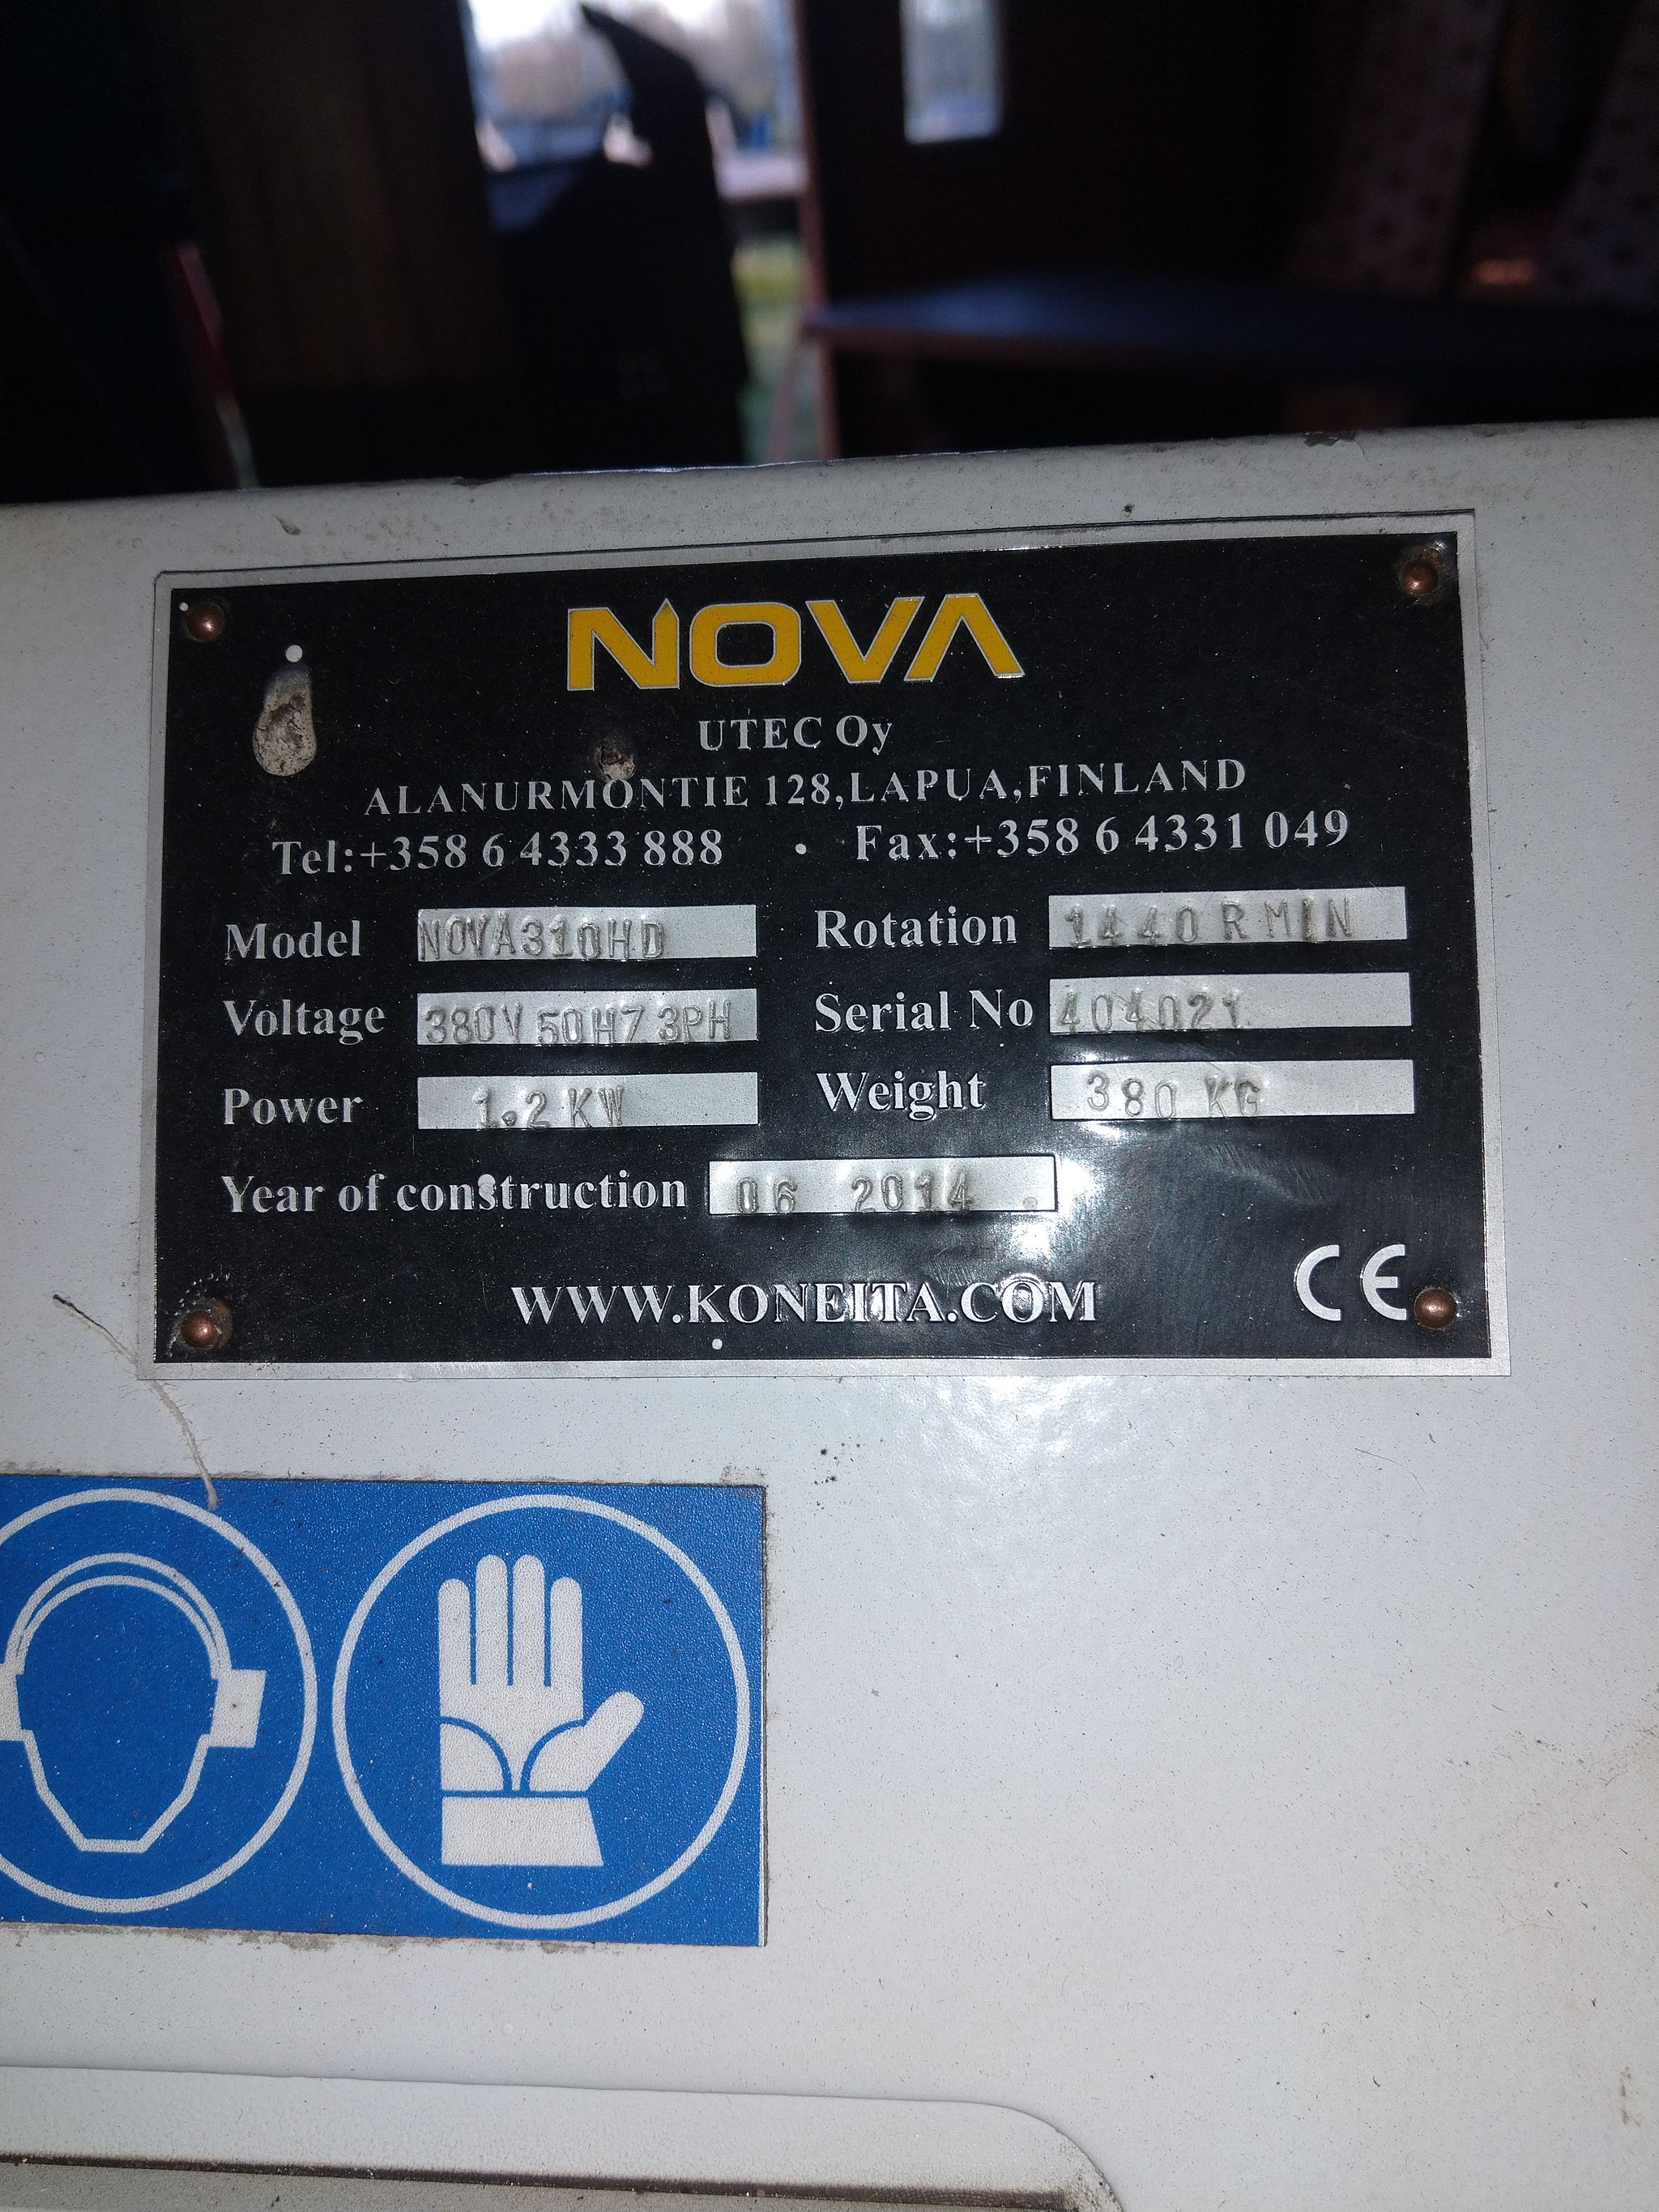 NOVA
UTEC Oy
ALANURMONTIE 128,LAPUA,FINLAND
Tel:+358 6 4333 888 • Fax:+358 6 4331 049
Model NOVA310HD Rotation 1440 R MIN
Voltage 380V 50H7 3PH Serial No 404021
Power 1.2 KW Weight 380 KG
Year of construction 06 2014
WWW.KONEITA.COM CE